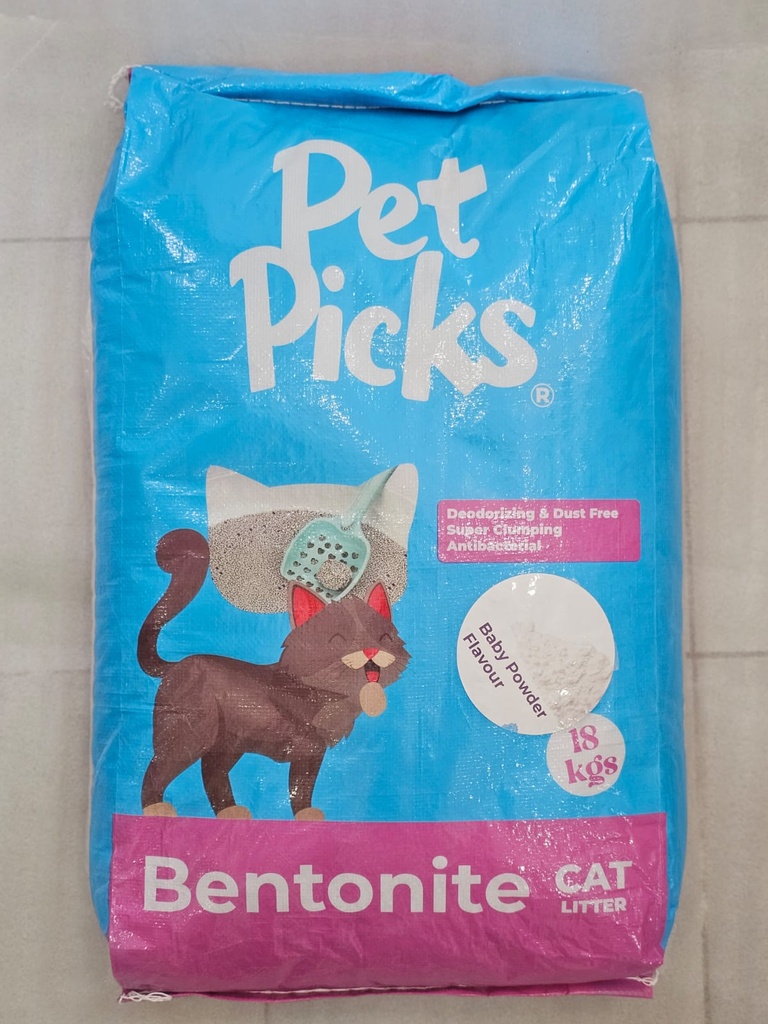 Pet
Picks®
Deodorizing & Dust Free
Super Clumping
Antibacterial
Baby Powder
Flavour
18
kgs
Bentonite CAT
LITTER